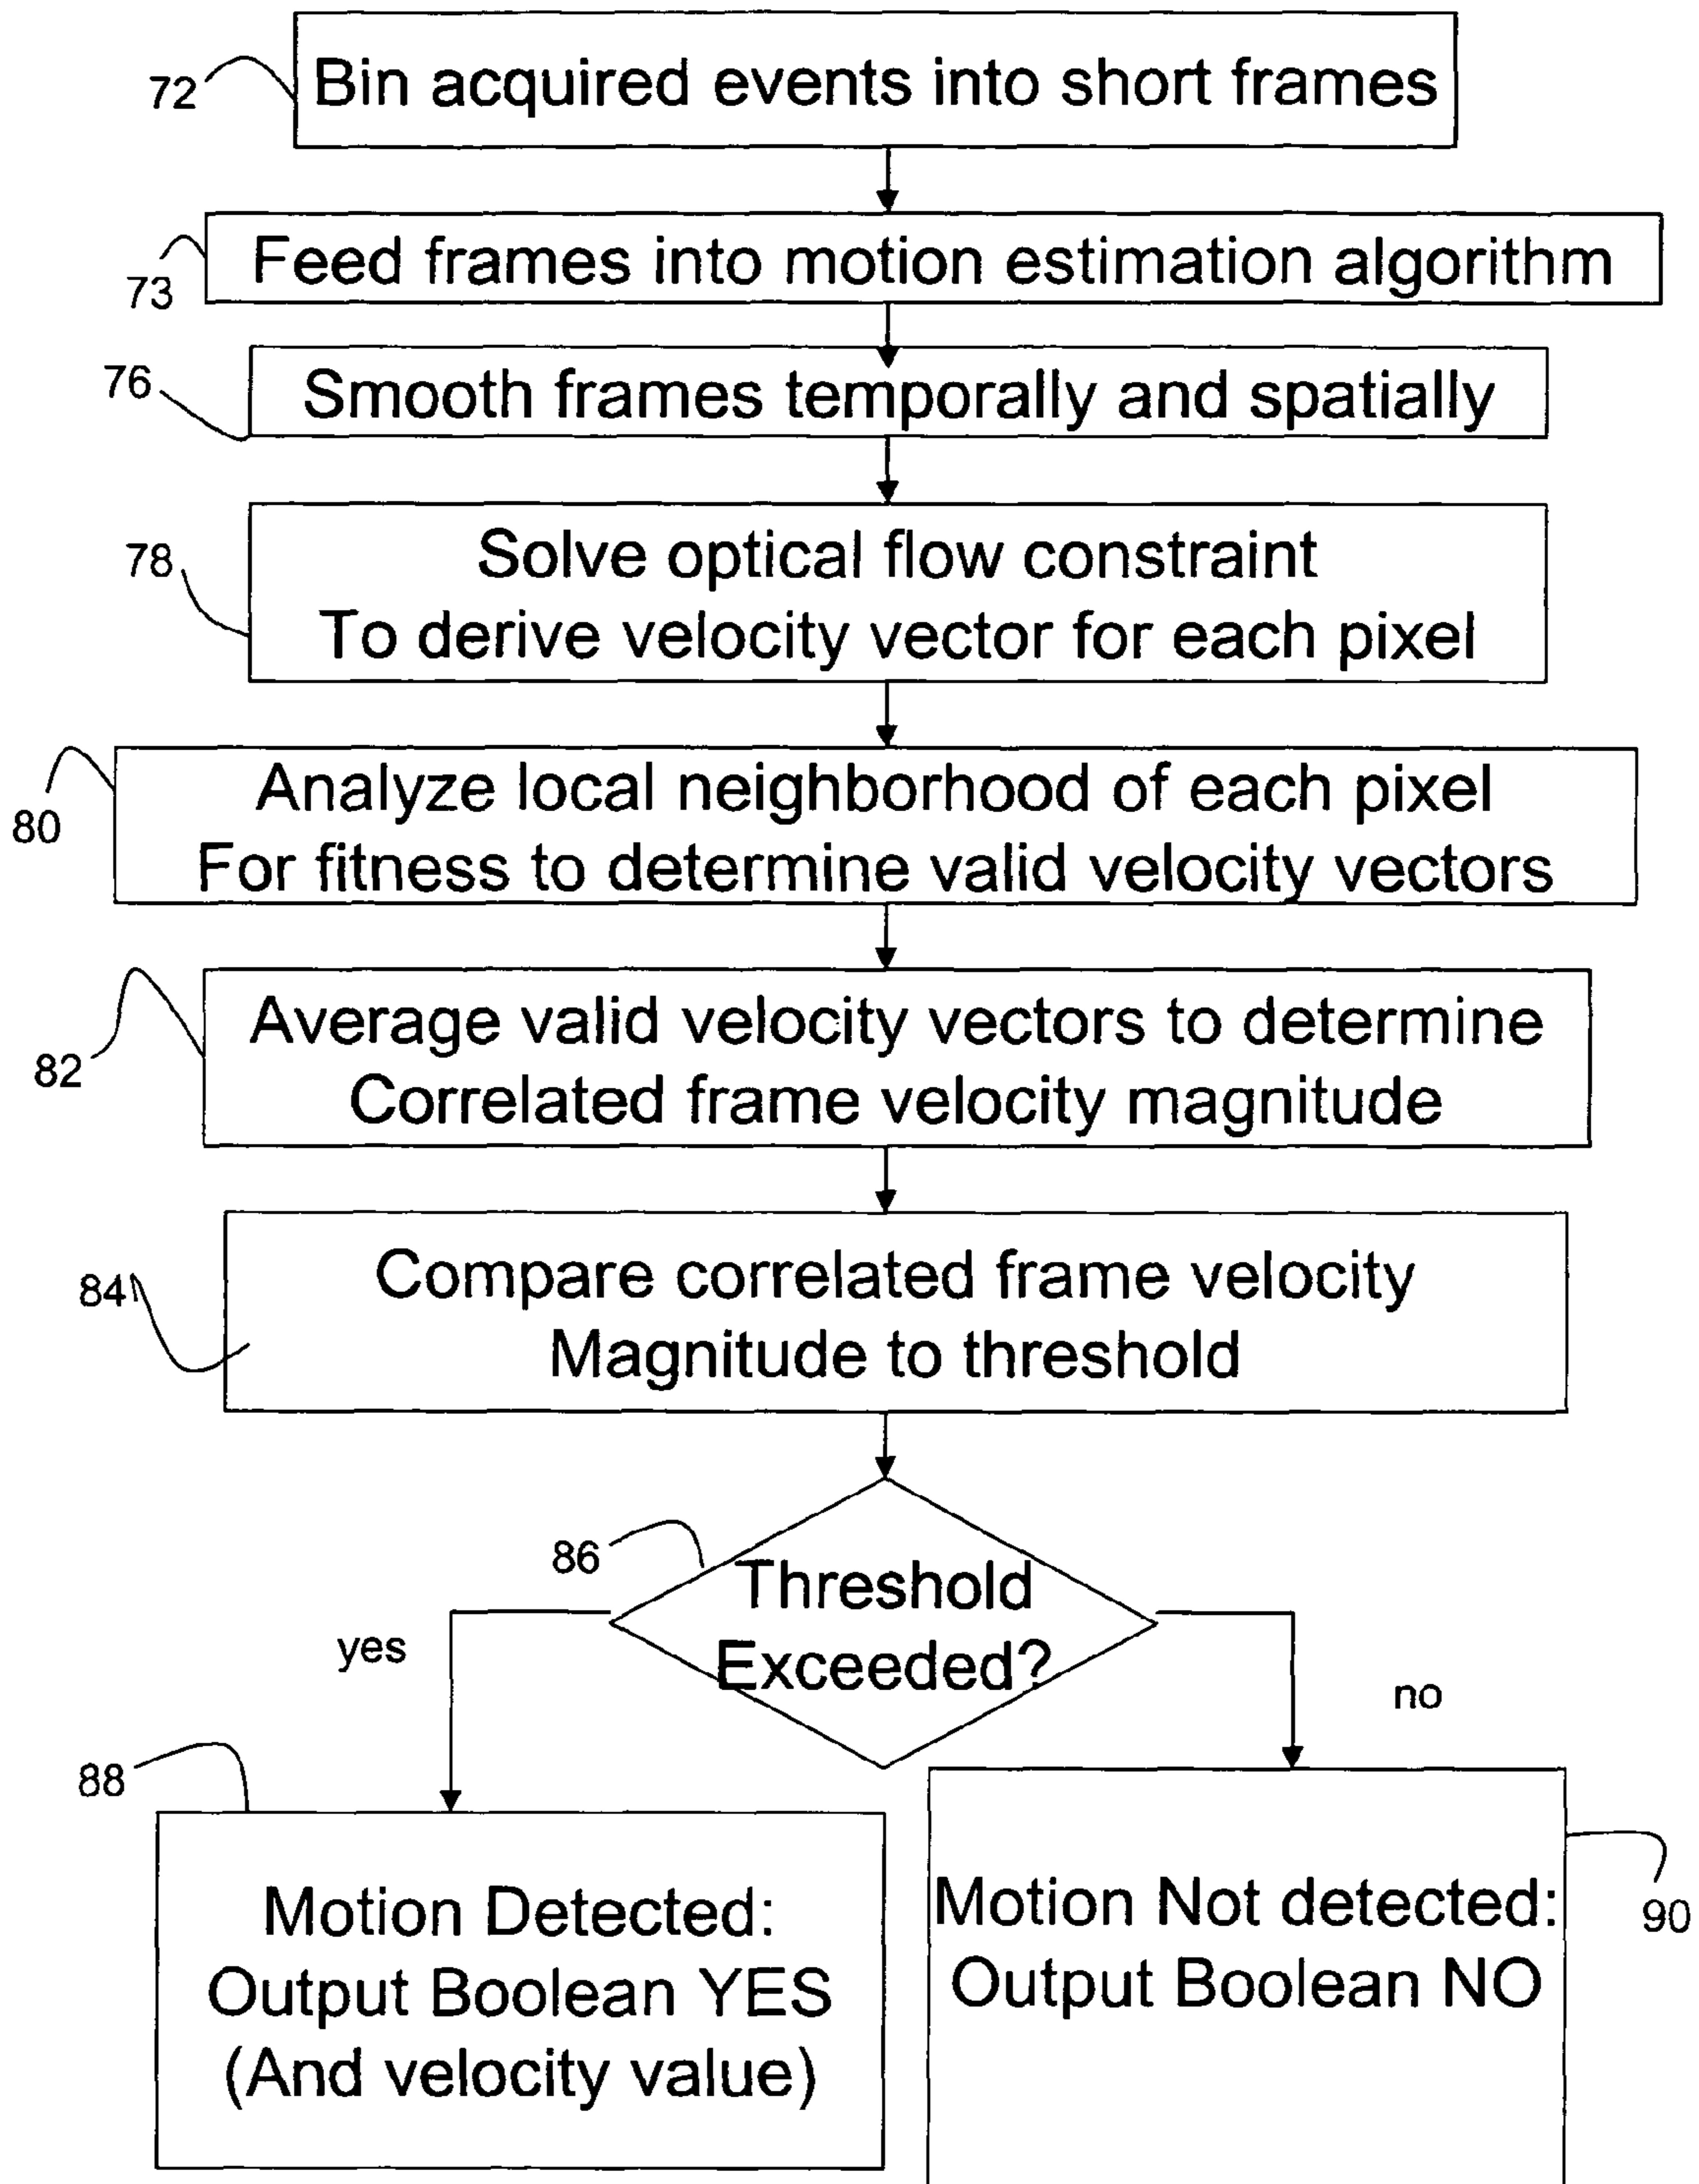 72
Bin acquired events into short frames
73
Feed frames into motion estimation algorithm
76
Smooth frames temporally and spatially
78
Solve optical flow constraint
To derive velocity vector for each pixel
80
Analyze local neighborhood of each pixel
For fitness to determine valid velocity vectors
82
Average valid velocity vectors to determine
Correlated frame velocity magnitude
84
Compare correlated frame velocity
Magnitude to threshold
86
Threshold
Exceeded?
yes
no
88
Motion Detected:
Output Boolean YES
(And velocity value)
90
Motion Not detected:
Output Boolean NO